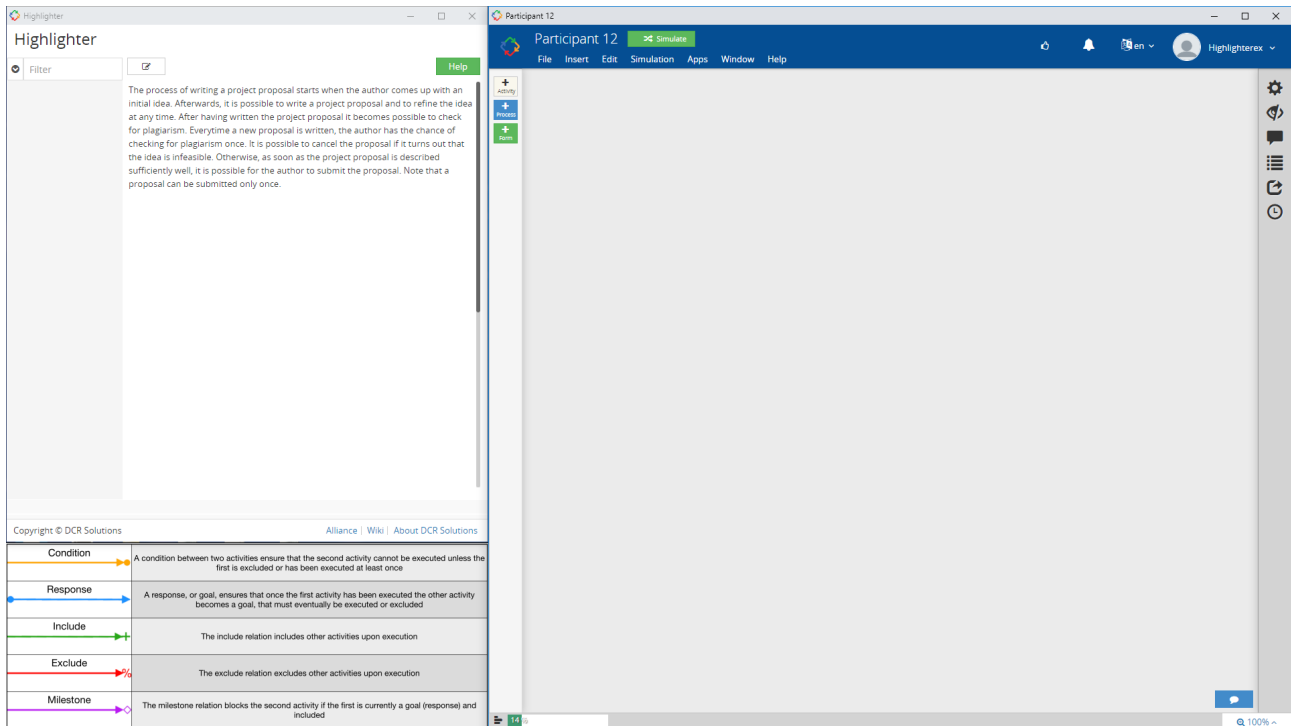 Highlighter
Highlighter
Filter
Help
The process of writing a project proposal starts when the author comes up with an
initial idea. Afterwards, it is possible to write a project proposal and to refine the idea
at any time. After having written the project proposal it becomes possible to check
for plagiarism. Everytime a new proposal is written, the author has the chance of
checking for plagiarism once. It is possible to cancel the proposal if it turns out that
the idea is infeasible. Otherwise, as soon as the project proposal is described
sufficiently well, it is possible for the author to submit the proposal. Note that a
proposal can be submitted only once.
Copyright © DCR Solutions
Alliance | Wiki | About DCR Solutions
Condition
A condition between two activities ensure that the second activity cannot be executed unless the
first is excluded or has been executed at least once
Response
A response, or goal, ensures that once the first activity has been executed the other activity
becomes a goal, that must eventually be executed or excluded
Include
The include relation includes other activities upon execution
Exclude
%
The exclude relation excludes other activities upon execution
Milestone
The milestone relation blocks the second activity if the first is currently a goal (response) and
included
Participant 12
Participant 12
Simulate
File Insert Edit Simulation Apps Window Help
en
Highlighterex
Activity
Process
Form
14%
100%